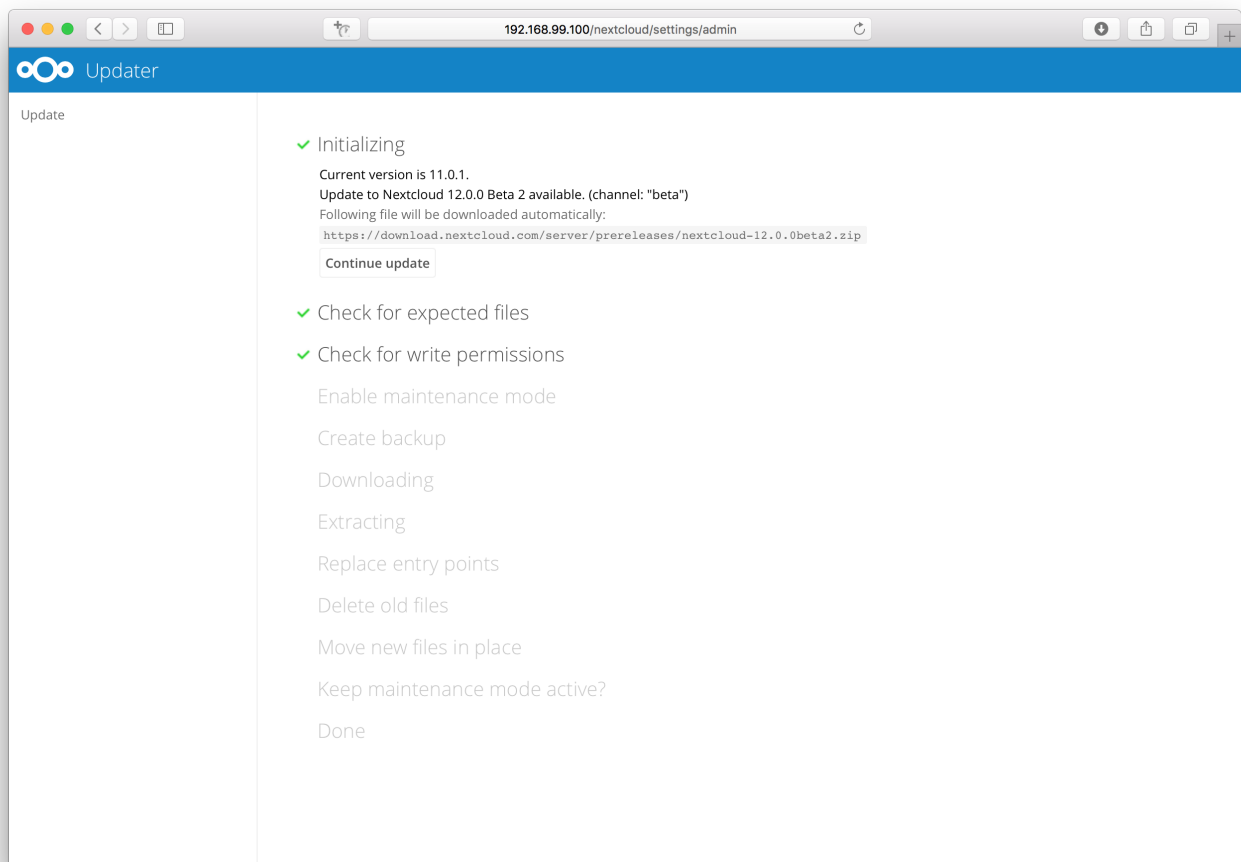 192.168.99.100/nextcloud/settings/admin
Updater
Update
Initializing
Current version is 11.0.1.
Update to Nextcloud 12.0.0 Beta 2 available. (channel: "beta")
Following file will be downloaded automatically:
https://download.nextcloud.com/server/prereleases/nextcloud-12.0.0beta2.zip
Continue update
Check for expected files
Check for write permissions
Enable maintenance mode
Create backup
Downloading
Extracting
Replace entry points
Delete old files
Move new files in place
Keep maintenance mode active?
Done